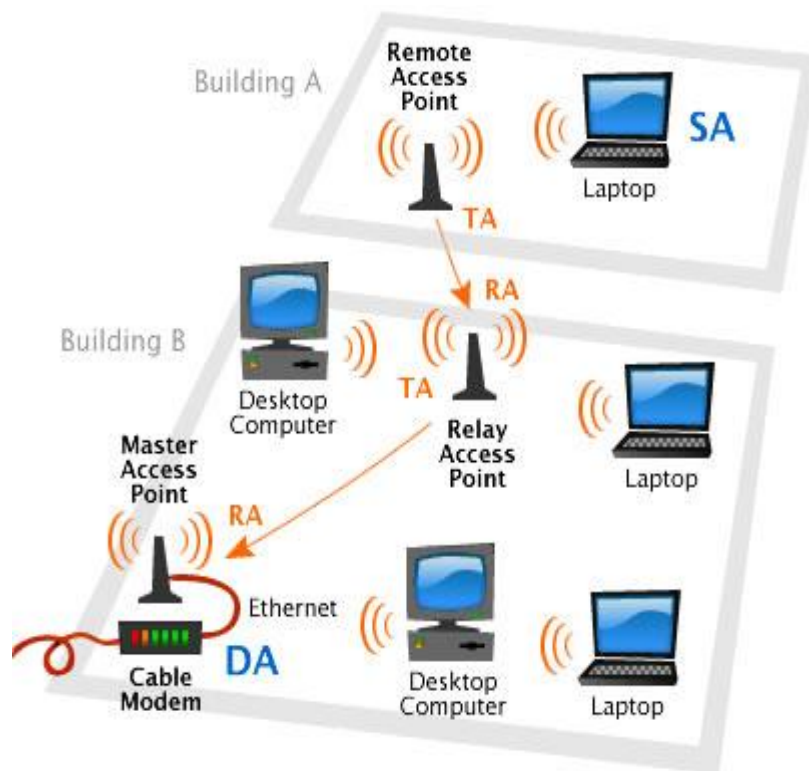 Remote
Access
Point
Building A
SA
Laptop
TA
RA
Building B
TA
Desktop
Computer
Relay
Access
Point
Laptop
Master
Access
Point
RA
Ethernet
DA
Cable
Modem
Desktop
Computer
Laptop